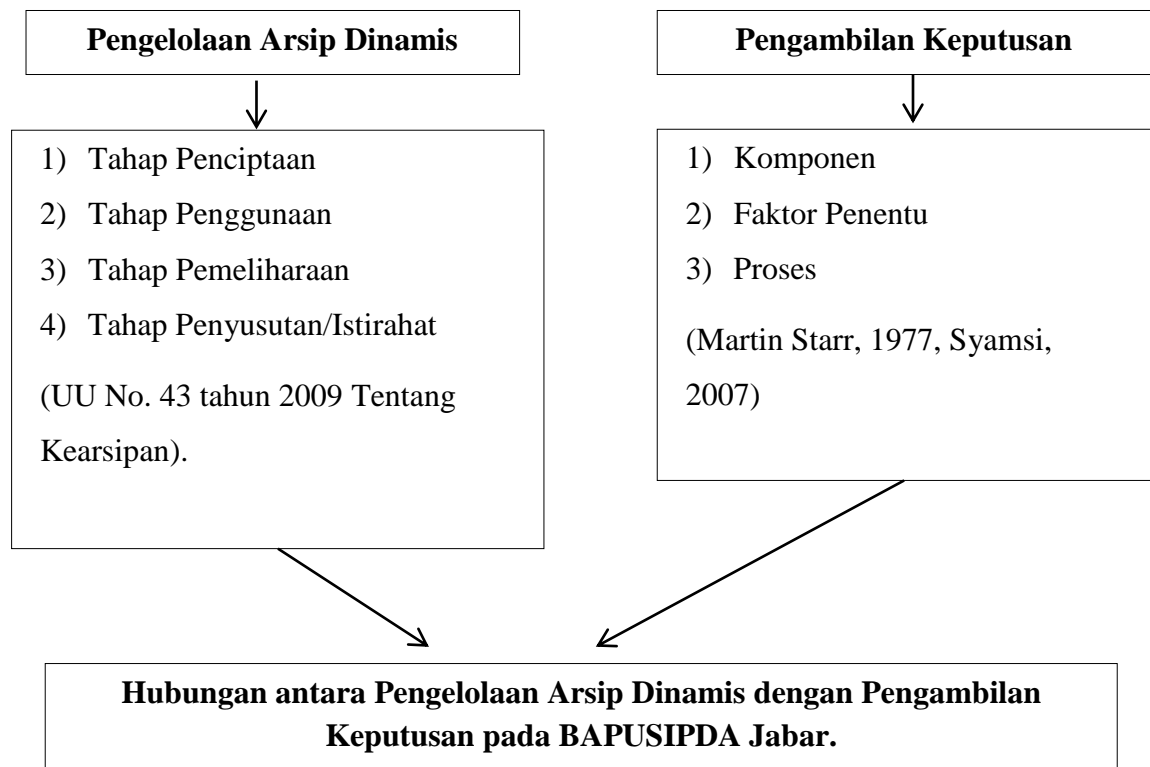 Pengelolaan Arsip Dinamis
1) Tahap Penciptaan
2) Tahap Penggunaan
3) Tahap Pemeliharaan
4) Tahap Penyusutan/Istirahat
(UU No. 43 tahun 2009 Tentang
Kearsipan).
Pengambilan Keputusan
1) Komponen
2) Faktor Penentu
3) Proses
(Martin Starr, 1977, Syamsi,
2007)
Hubungan antara Pengelolaan Arsip Dinamis dengan Pengambilan
Keputusan pada BAPUSIPDA Jabar.